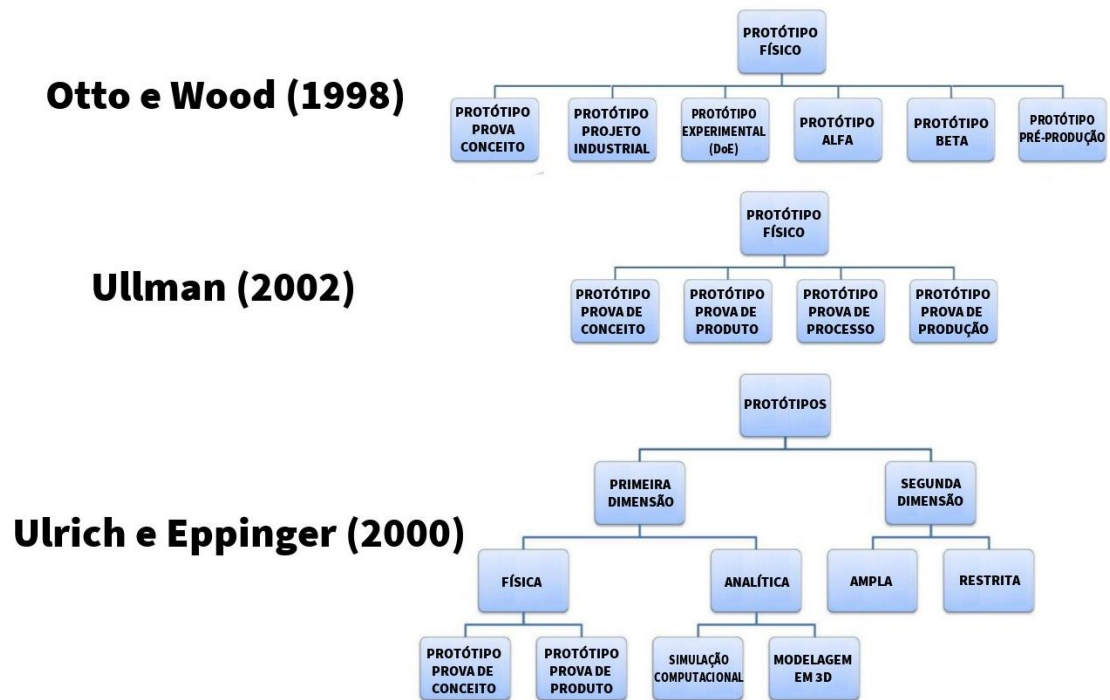 Otto e Wood (1998)
PROTÓTIPO
FÍSICO
PROTÓTIPO
PROVA
CONCEITO
PROTÓTIPO
PROJETO
INDUSTRIAL
PROTÓTIPO
EXPERIMENTAL
(DoE)
PROTÓTIPO
ALFA
PROTÓTIPO
BETA
PROTÓTIPO
PRÉ-PRODUÇÃO
Ullman (2002)
PROTÓTIPO
FÍSICO
PROTÓTIPO
PROVA DE
CONCEITO
PROTÓTIPO
PROVA DE
PRODUTO
PROTÓTIPO
PROVA DE
PROCESSO
PROTÓTIPO
PROVA DE
PRODUÇÃO
Ulrich e Eppinger (2000)
PROTÓTIPOS
PRIMEIRA
DIMENSÃO
SEGUNDA
DIMENSÃO
FÍSICA
ANALÍTICA
AMPLA
RESTRITA
PROTÓTIPO
PROVA DE
CONCEITO
PROTÓTIPO
PROVA DE
PRODUTO
SIMULAÇÃO
COMPUTACIONAL
MODELAGEM
EM 3D